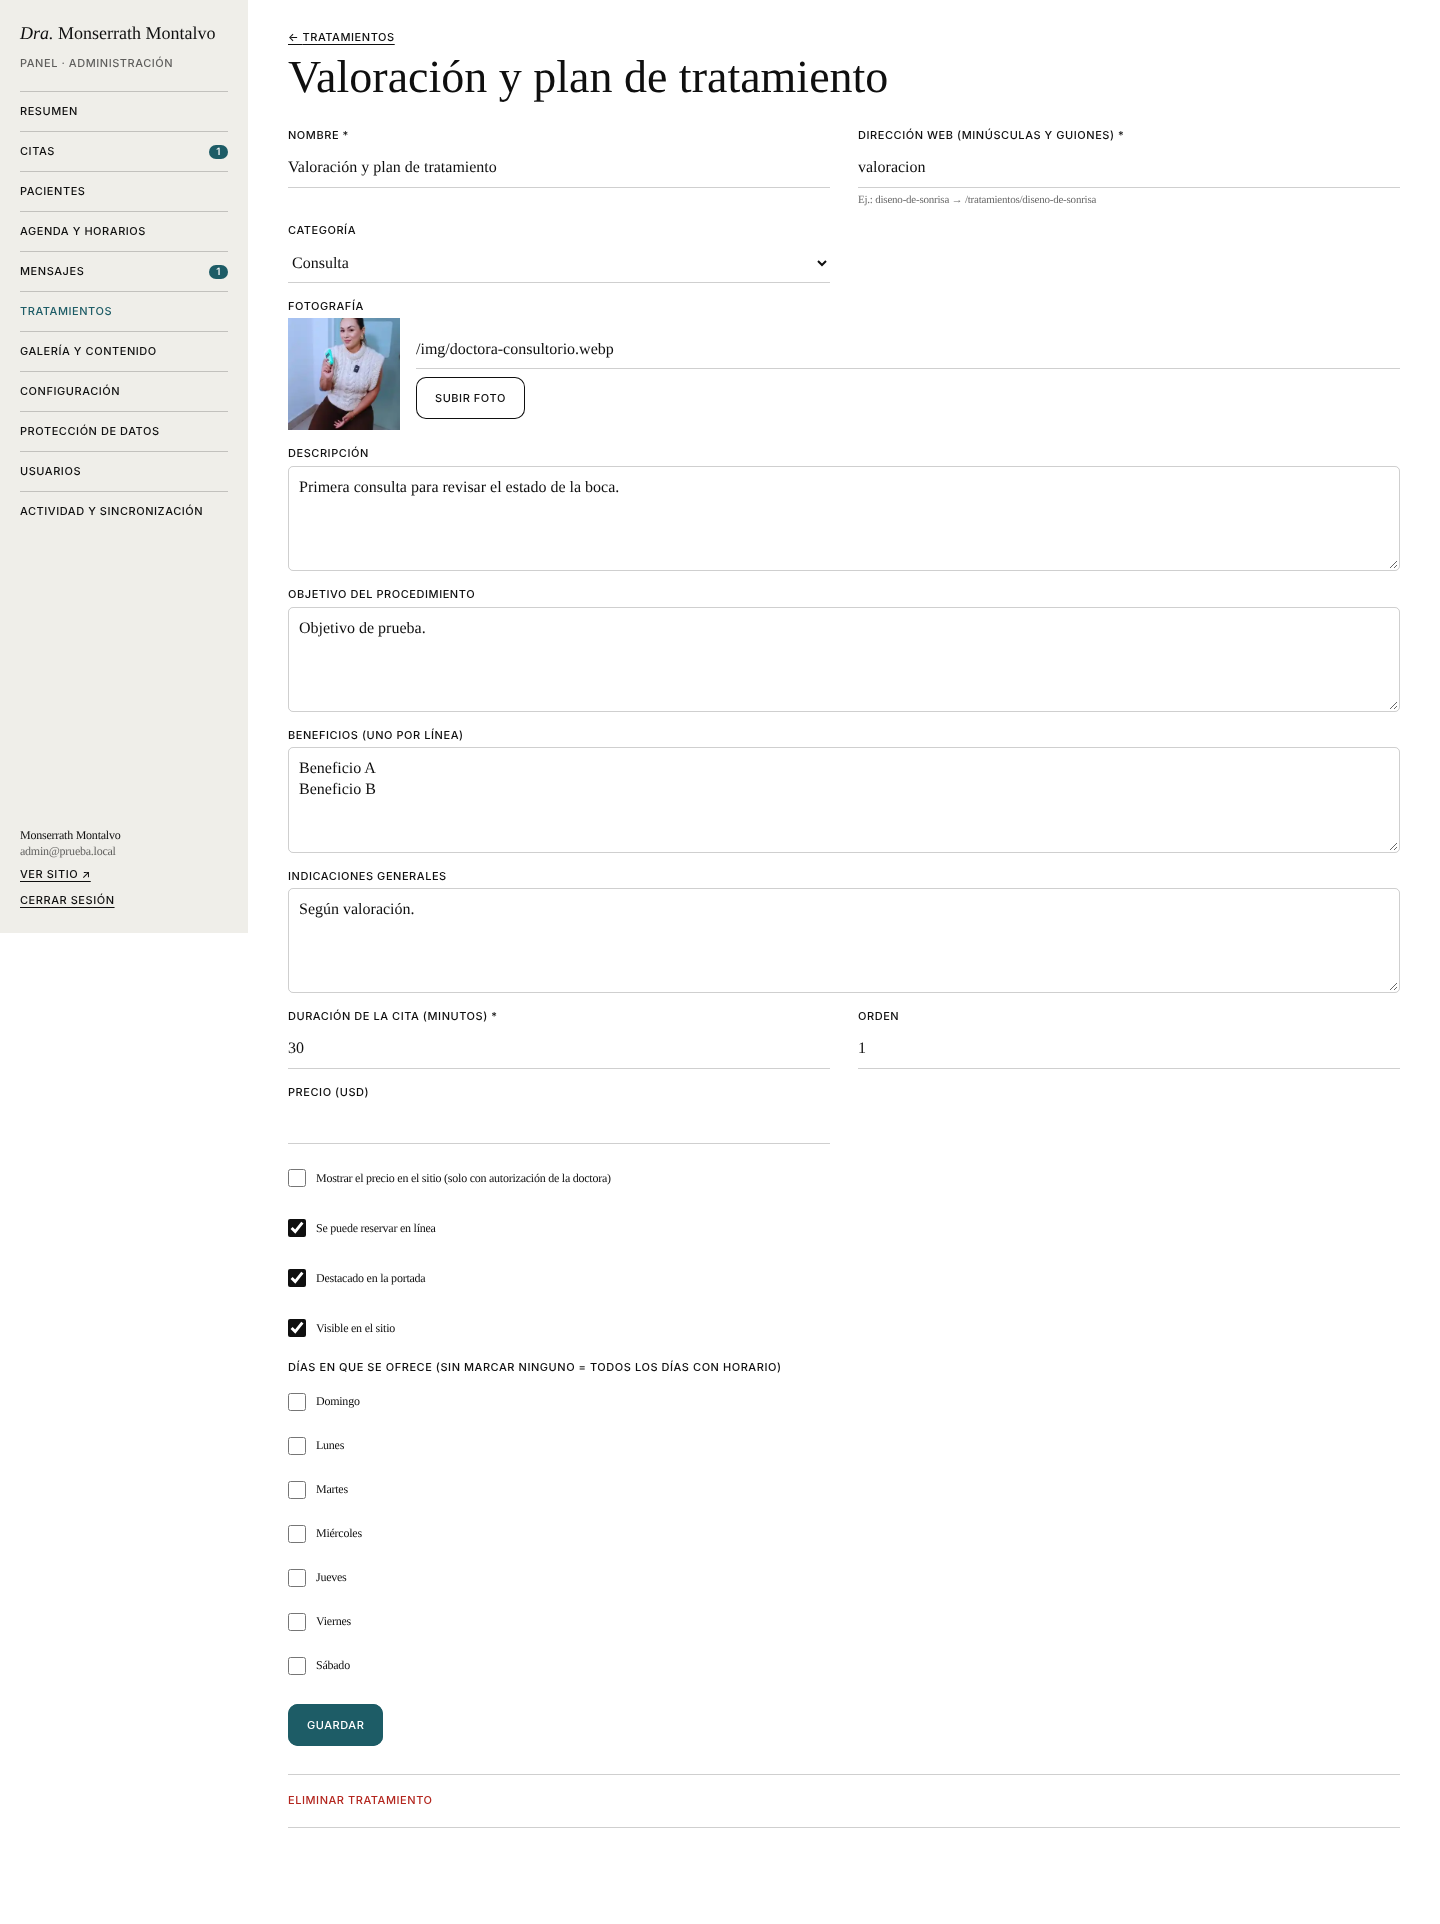 Dra. Monserrath Montalvo
PANEL · ADMINISTRACIÓN
RESUMEN
CITAS 1
PACIENTES
AGENDA Y HORARIOS
MENSAJES 1
TRATAMIENTOS
GALERÍA Y CONTENIDO
CONFIGURACIÓN
PROTECCIÓN DE DATOS
USUARIOS
ACTIVIDAD Y SINCRONIZACIÓN
Monserrath Montalvo
admin@prueba.local
VER SITIO ↗
CERRAR SESIÓN
← TRATAMIENTOS
Valoración y plan de tratamiento
NOMBRE *
Valoración y plan de tratamiento
DIRECCIÓN WEB (MINÚSCULAS Y GUIONES) *
valoracion
Ej.: diseno-de-sonrisa → /tratamientos/diseno-de-sonrisa
CATEGORÍA
Consulta
FOTOGRAFÍA
/img/doctora-consultorio.webp
SUBIR FOTO
DESCRIPCIÓN
Primera consulta para revisar el estado de la boca.
OBJETIVO DEL PROCEDIMIENTO
Objetivo de prueba.
BENEFICIOS (UNO POR LÍNEA)
Beneficio A
Beneficio B
INDICACIONES GENERALES
Según valoración.
DURACIÓN DE LA CITA (MINUTOS) *
30
ORDEN
1
PRECIO (USD)
Mostrar el precio en el sitio (solo con autorización de la doctora)
Se puede reservar en línea
Destacado en la portada
Visible en el sitio
DÍAS EN QUE SE OFRECE (SIN MARCAR NINGUNO = TODOS LOS DÍAS CON HORARIO)
Domingo
Lunes
Martes
Miércoles
Jueves
Viernes
Sábado
GUARDAR
ELIMINAR TRATAMIENTO